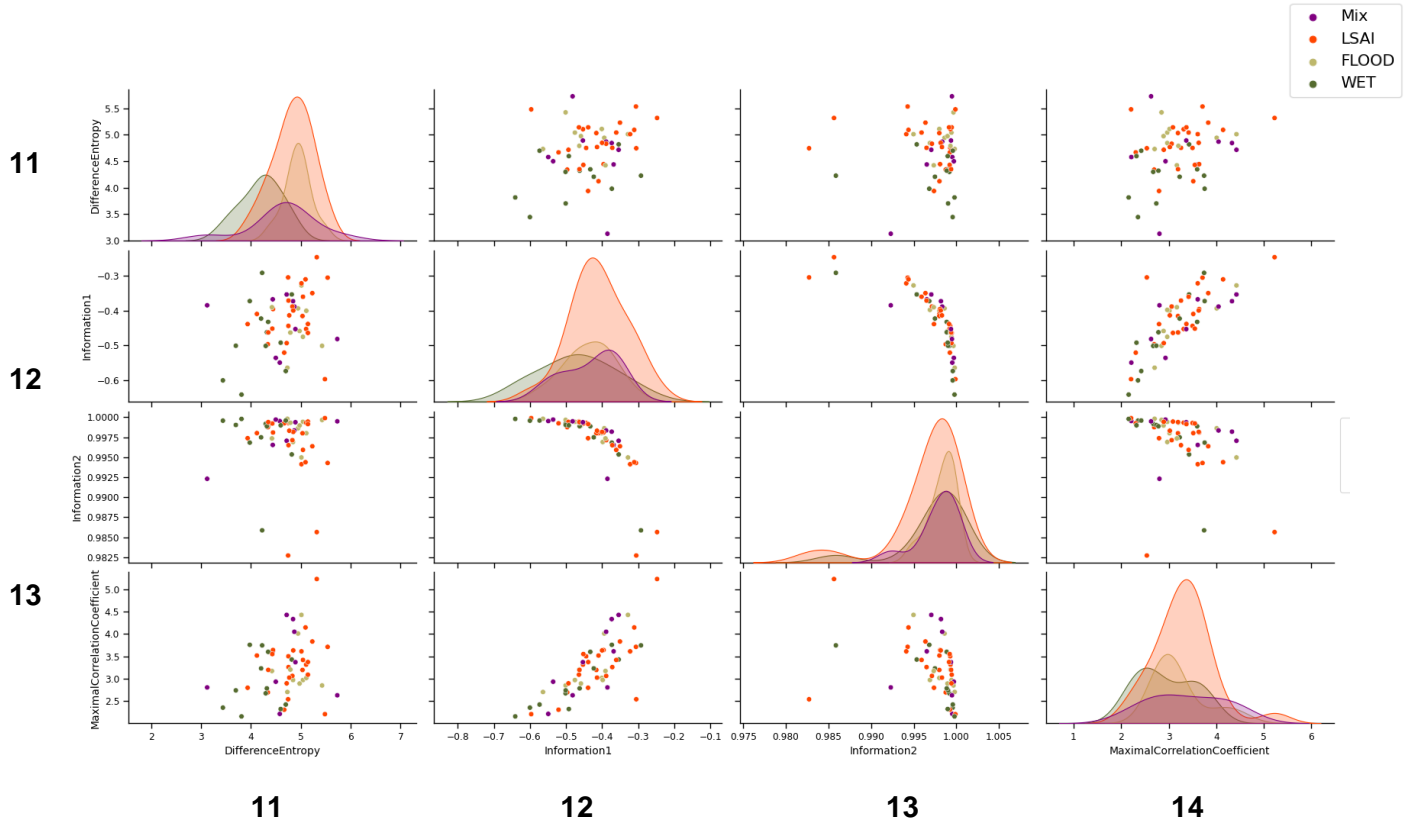 Mix
LSAI
FLOOD
WET
11
DifferenceEntropy
5.5
5.0
4.5
4.0
3.5
3.0
12
Information1
−0.3
−0.4
−0.5
−0.6
Information2
1.0000
0.9975
0.9950
0.9925
0.9900
0.9875
0.9850
0.9825
13
MaximalCorrelationCoefficient
5.0
4.5
4.0
3.5
3.0
2.5
2 3 4 5 6 7
DifferenceEntropy
−0.8 −0.7 −0.6 −0.5 −0.4 −0.3 −0.2 −0.1
Information1
0.975 0.980 0.985 0.990 0.995 1.000 1.005
Information2
1 2 3 4 5 6
MaximalCorrelationCoefficient
11 12 13 14